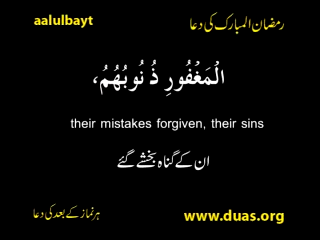 aalulbayt
رمضان المبارک کی دعا
الْمَغْفُورِ ذُنُوبُهُمُ،
their mistakes forgiven, their sins
ان کے گناہ بخشے گئے
ہر نماز کے بعد کی دعا
www.duas.org